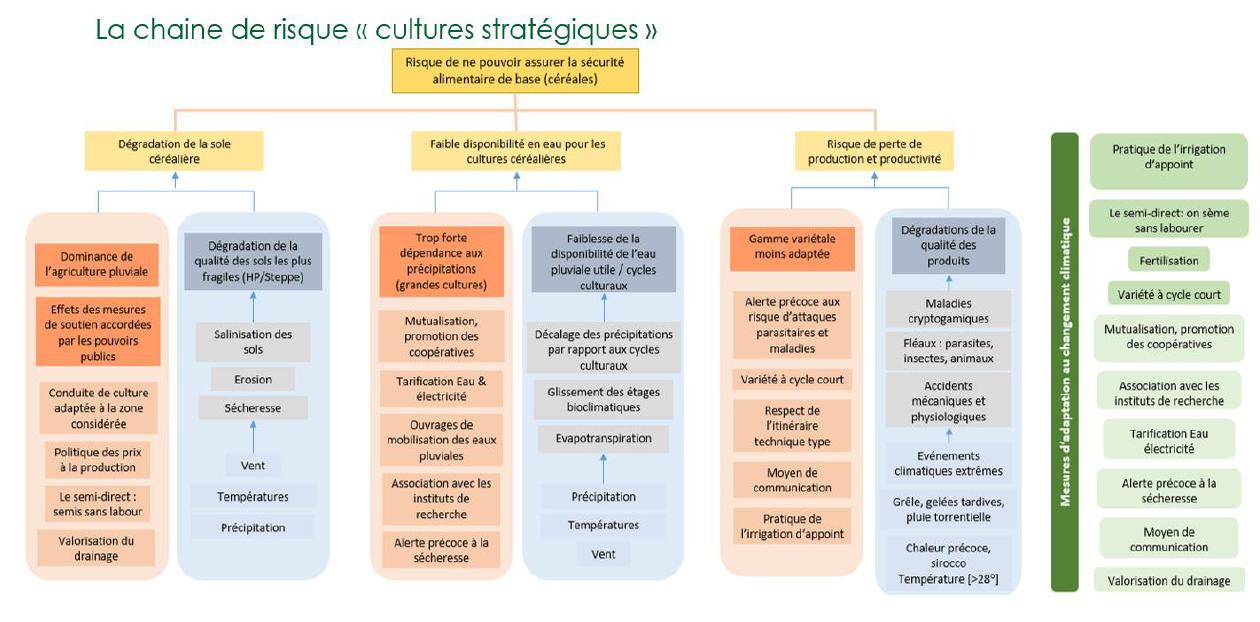 La chaine de risque « cultures stratégiques »
Risque de ne pouvoir assurer la sécurité
alimentaire de base (céréales)
Dégradation de la sole
céréalière
Faible disponibilité en eau pour les
cultures céréalières
Risque de perte de
production et productivité
Dominance de
l'agriculture pluviale
Effets des mesures
de soutien accordées
par les pouvoirs
publics
Conduite de culture
adaptée à la zone
considérée
Politique des prix
à la production
Le semi-direct :
semis sans labour
Valorisation du
drainage
Dégradation de la
qualité des sols les plus
fragiles (HP/Steppe)
Salinisation des
sols
Erosion
Sécheresse
Vent
Températures
Précipitation
Trop forte
dépendance aux
précipitations
(grandes cultures)
Mutualisation,
promotion des
coopératives
Tarification Eau &
électricité
Ouvrages de
mobilisation des eaux
pluviales
Association avec les
instituts de
recherche
Alerte précoce à la
sécheresse
Faiblesse de la
disponibilité de l'eau
pluviale utile / cycles
culturaux
Décalage des précipitations
par rapport aux cycles
culturaux
Glissement des étages
bioclimatiques
Evapotranspiration
Précipitation
Températures
Vent
Gamme variétale
moins adaptée
Alerte précoce aux
risque d'attaques
parasitaires et
maladies
Variété à cycle court
Respect de
l'itinéraire
technique type
Moyen de
communication
Pratique de
l'irrigation d'appoint
Dégradations de la
qualité des
produits
Maladies
cryptogamiques
Fléaux : parasites,
insectes, animaux
Accidents
mécaniques et
physiologiques
Evénements
climatiques extrêmes
Grêle, gelées tardives,
pluie torrentielle
Chaleur précoce,
sirocco
Température [>28°]
Mesures d'adaptation au changement climatique
Pratique de l'irrigation
d'appoint
Le semi-direct: on sème
sans labourer
Fertilisation
Variété à cycle court
Mutualisation, promotion
des coopératives
Association avec les
instituts de recherche
Tarification Eau
électricité
Alerte précoce à la
sécheresse
Moyen de
communication
Valorisation du drainage